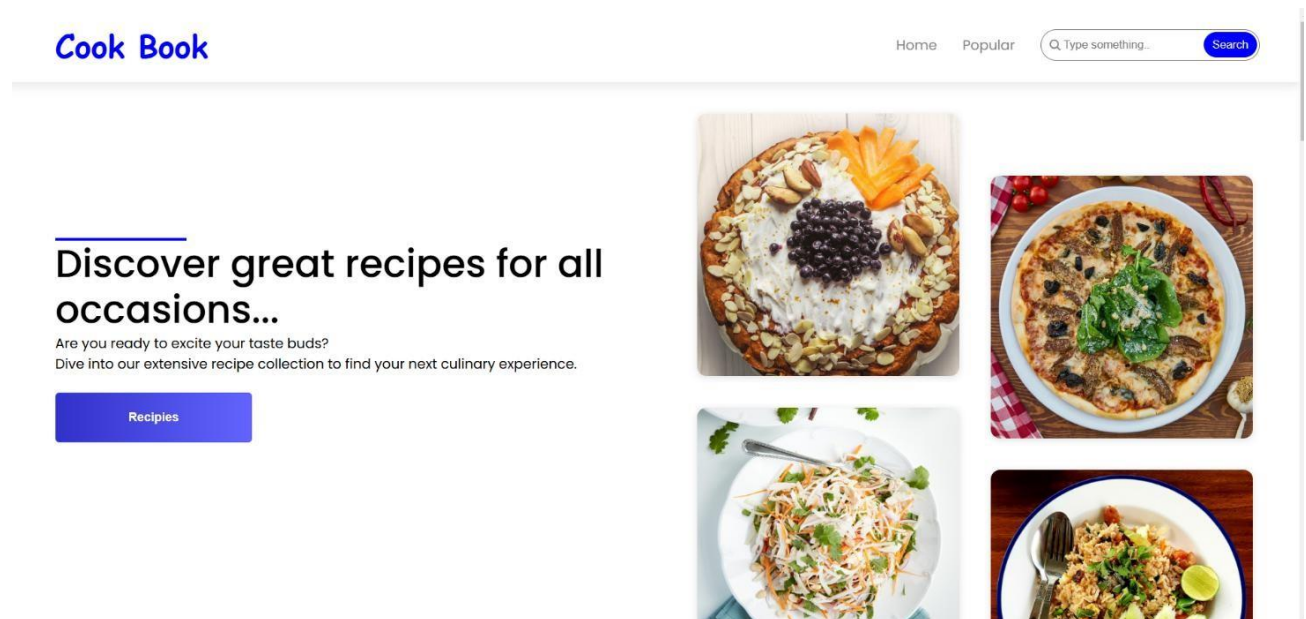 Cook Book
Home
Popular
Type something...
Search
Discover great recipes for all
occasions...
Are you ready to excite your taste buds?
Dive into our extensive recipe collection to find your next culinary experience.
Recipies